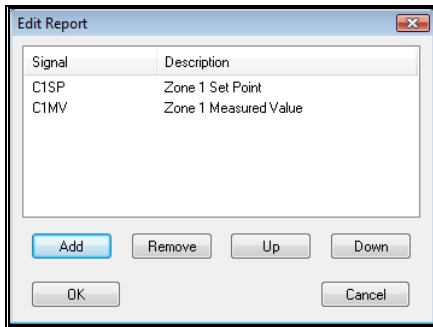 Edit Report
Signal Description
C1SP Zone 1 Set Point
C1MV Zone 1 Measured Value
Add Remove Up Down
OK Cancel